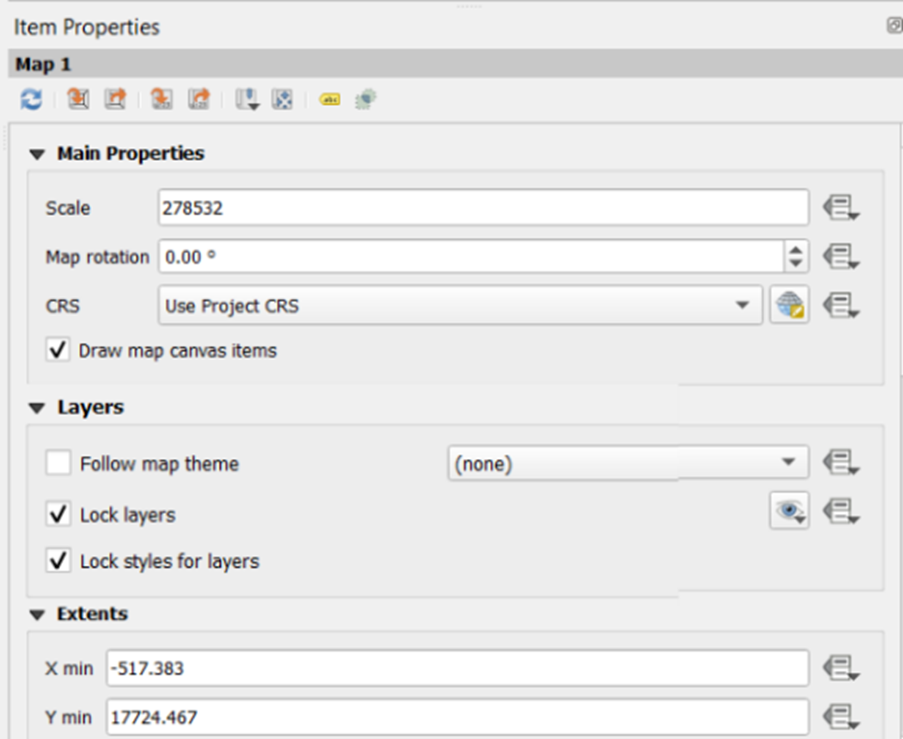 Item Properties
Map 1
abc
Main Properties
Scale 278532
Map rotation 0.00 °
CRS Use Project CRS
Draw map canvas items
Layers
Follow map theme (none)
Lock layers
Lock styles for layers
Extents
X min -517.383
Y min 17724.467